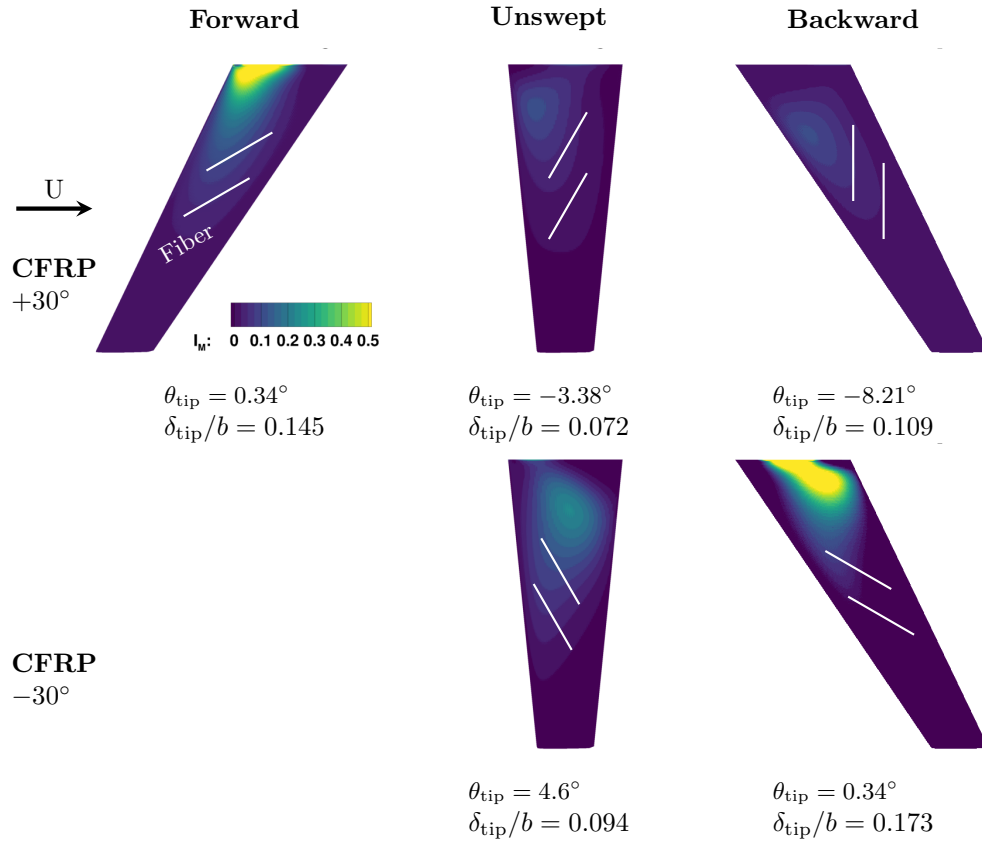 Forward Unswept Backward
U
Fiber
CFRP
+30°
I_M: 0 0.1 0.2 0.3 0.4 0.5
θ_tip = 0.34° θ_tip = −3.38° θ_tip = −8.21°
δ_tip/b = 0.145 δ_tip/b = 0.072 δ_tip/b = 0.109
CFRP
−30°
θ_tip = 4.6° θ_tip = 0.34°
δ_tip/b = 0.094 δ_tip/b = 0.173